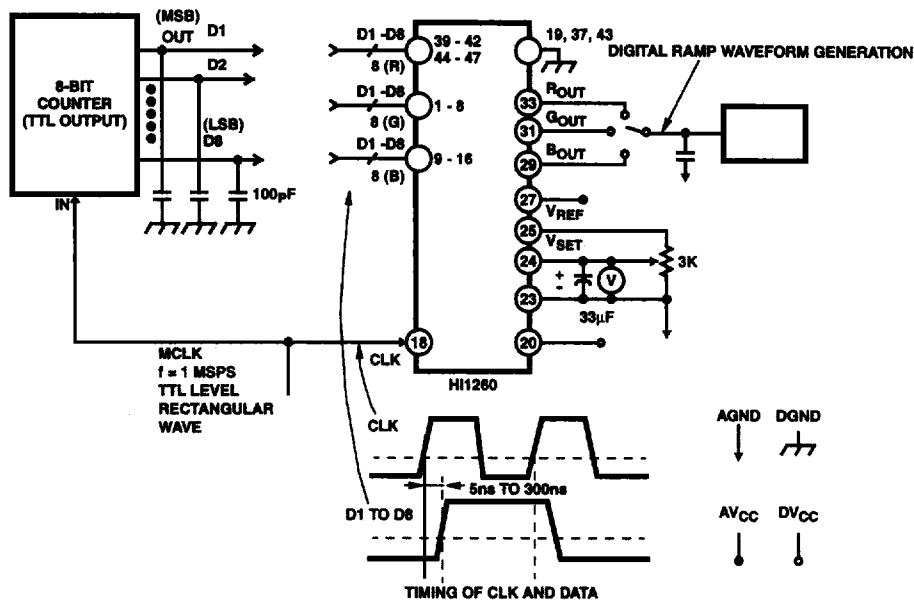 (MSB)
OUT D1
D2
8-BIT
COUNTER
(TTL OUTPUT)
(LSB)
D8
100pF
IN
D1 -D8
8 (R)
39 - 42
44 - 47
D1 -D8
8 (G)
1 - 8
D1 -D8
8 (B)
9 - 16
19, 37, 43
DIGITAL RAMP WAVEFORM GENERATION
33 ROUT
31 GOUT
29 BOUT
27 VREF
25 VSET
24
23
20
+
-
V
33μF
3K
18
CLK
HI1260
MCLK
f = 1 MSPS
TTL LEVEL
RECTANGULAR
WAVE
CLK
5ns TO 300ns
D1 TO D8
TIMING OF CLK AND DATA
AGND DGND
AVCC DVCC